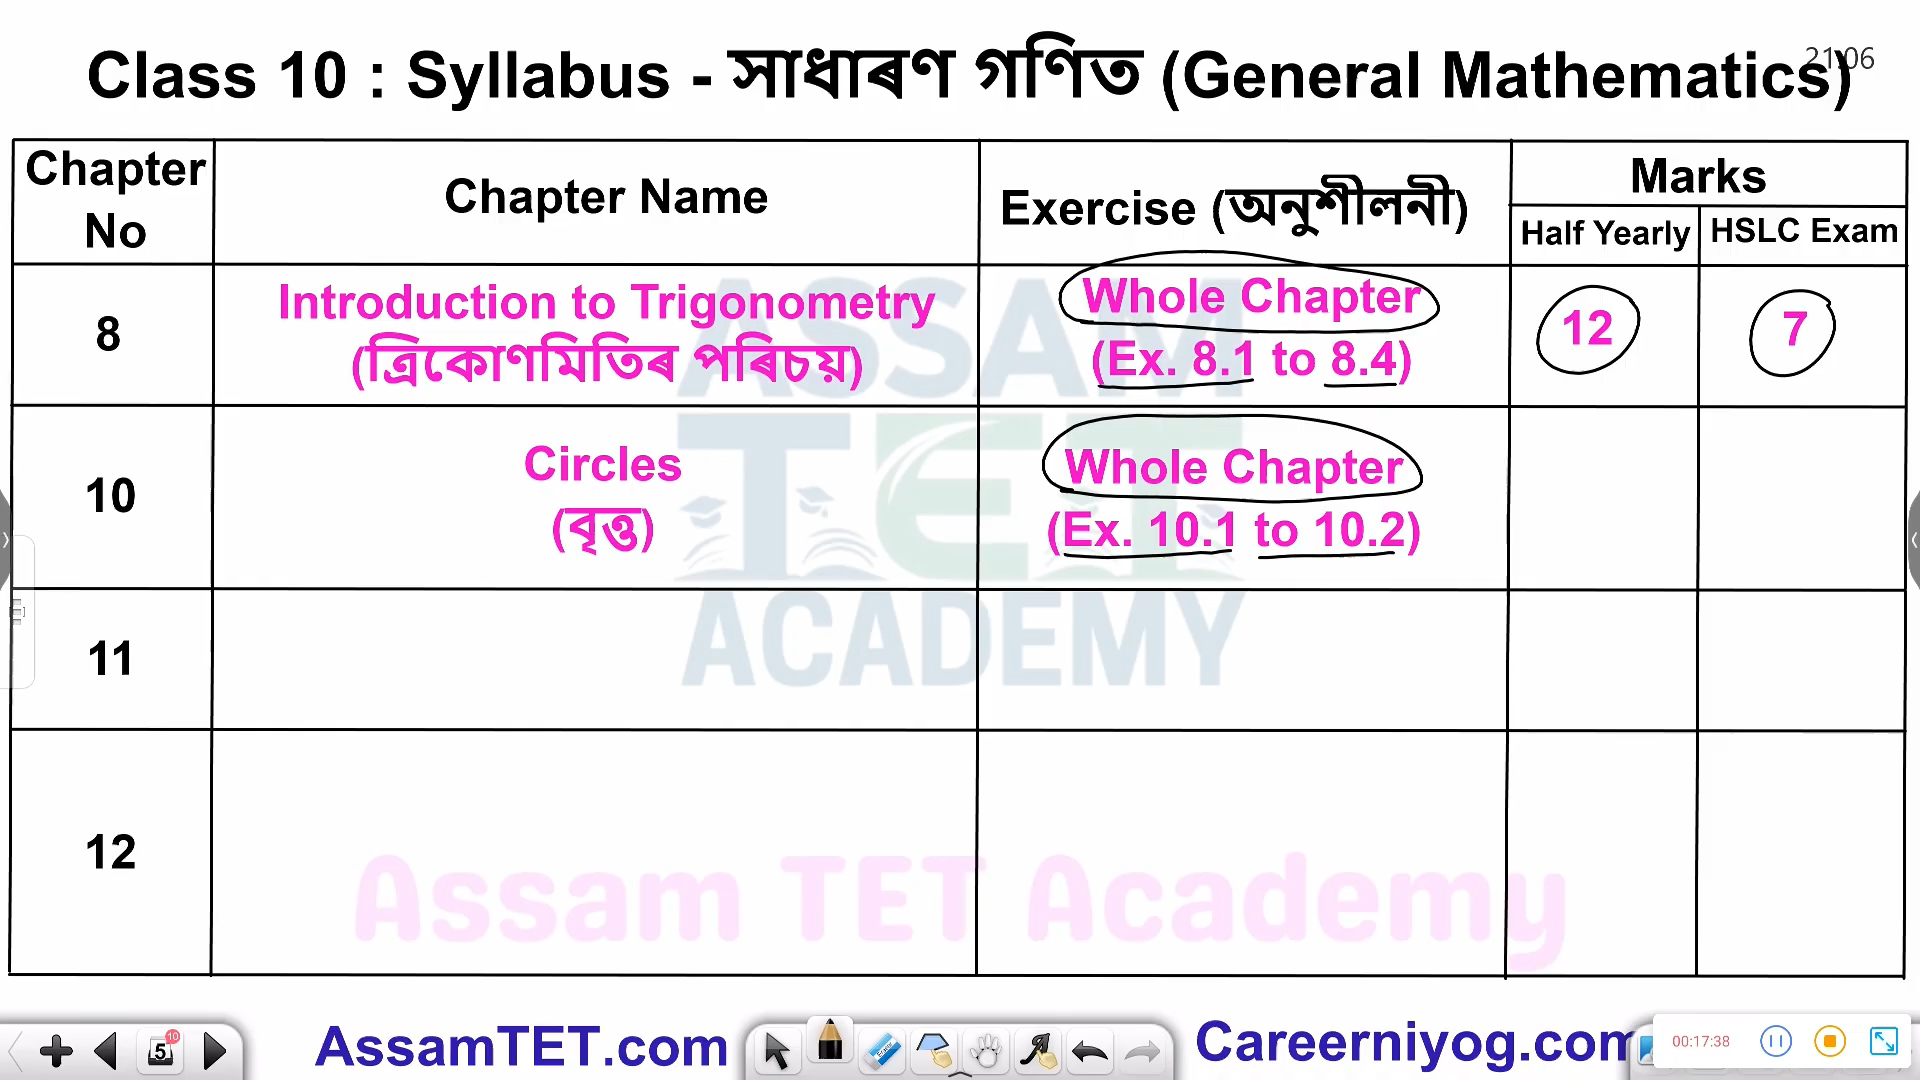 Class 10 : Syllabus - সাধাৰণ গণিত (General Mathematics)
21:06
Chapter No
Chapter Name
Exercise (অনুশীলনী)
Marks
Half Yearly
HSLC Exam
8
Introduction to Trigonometry
(ত্ৰিকোণমিতিৰ পৰিচয়)
Whole Chapter
(Ex. 8.1 to 8.4)
12
7
10
Circles
(বৃত্ত)
Whole Chapter
(Ex. 10.1 to 10.2)
11
12
ASSAM
TET
ACADEMY
Assam TET Academy
5
10
AssamTET.com
Eraser
Careerniyog.com
00:17:38